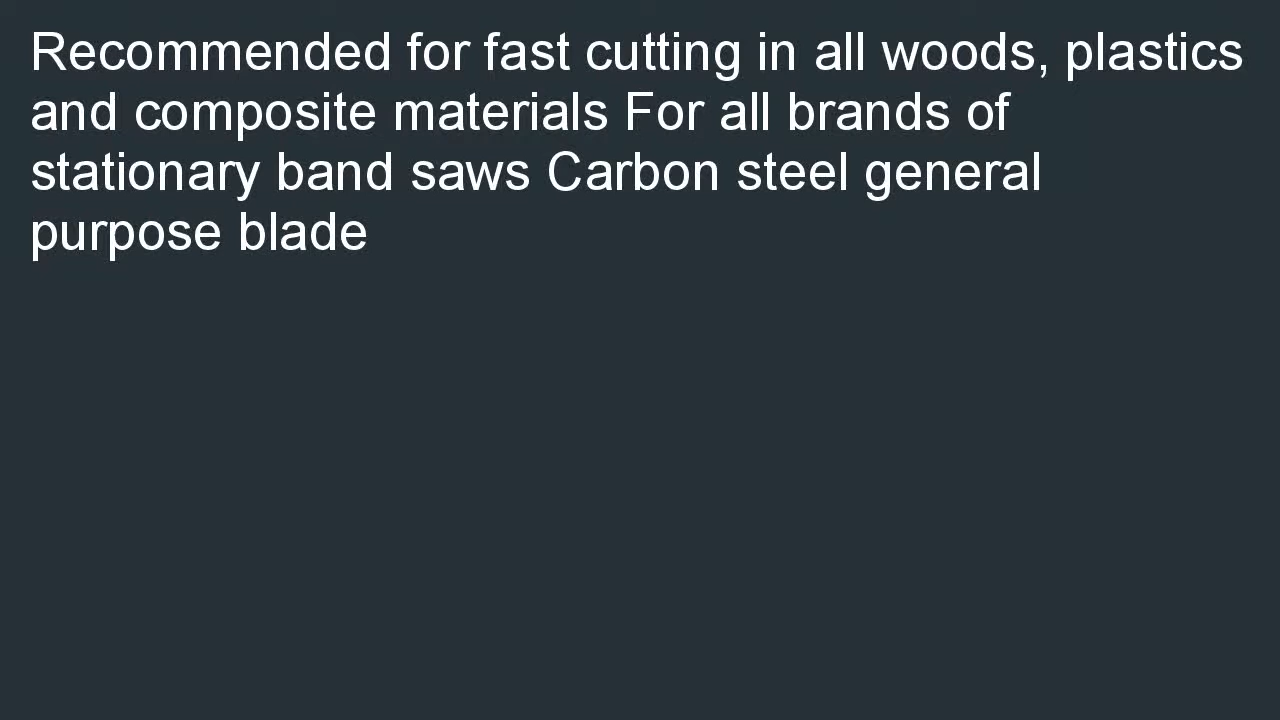 Recommended for fast cutting in all woods, plastics
and composite materials For all brands of
stationary band saws Carbon steel general
purpose blade